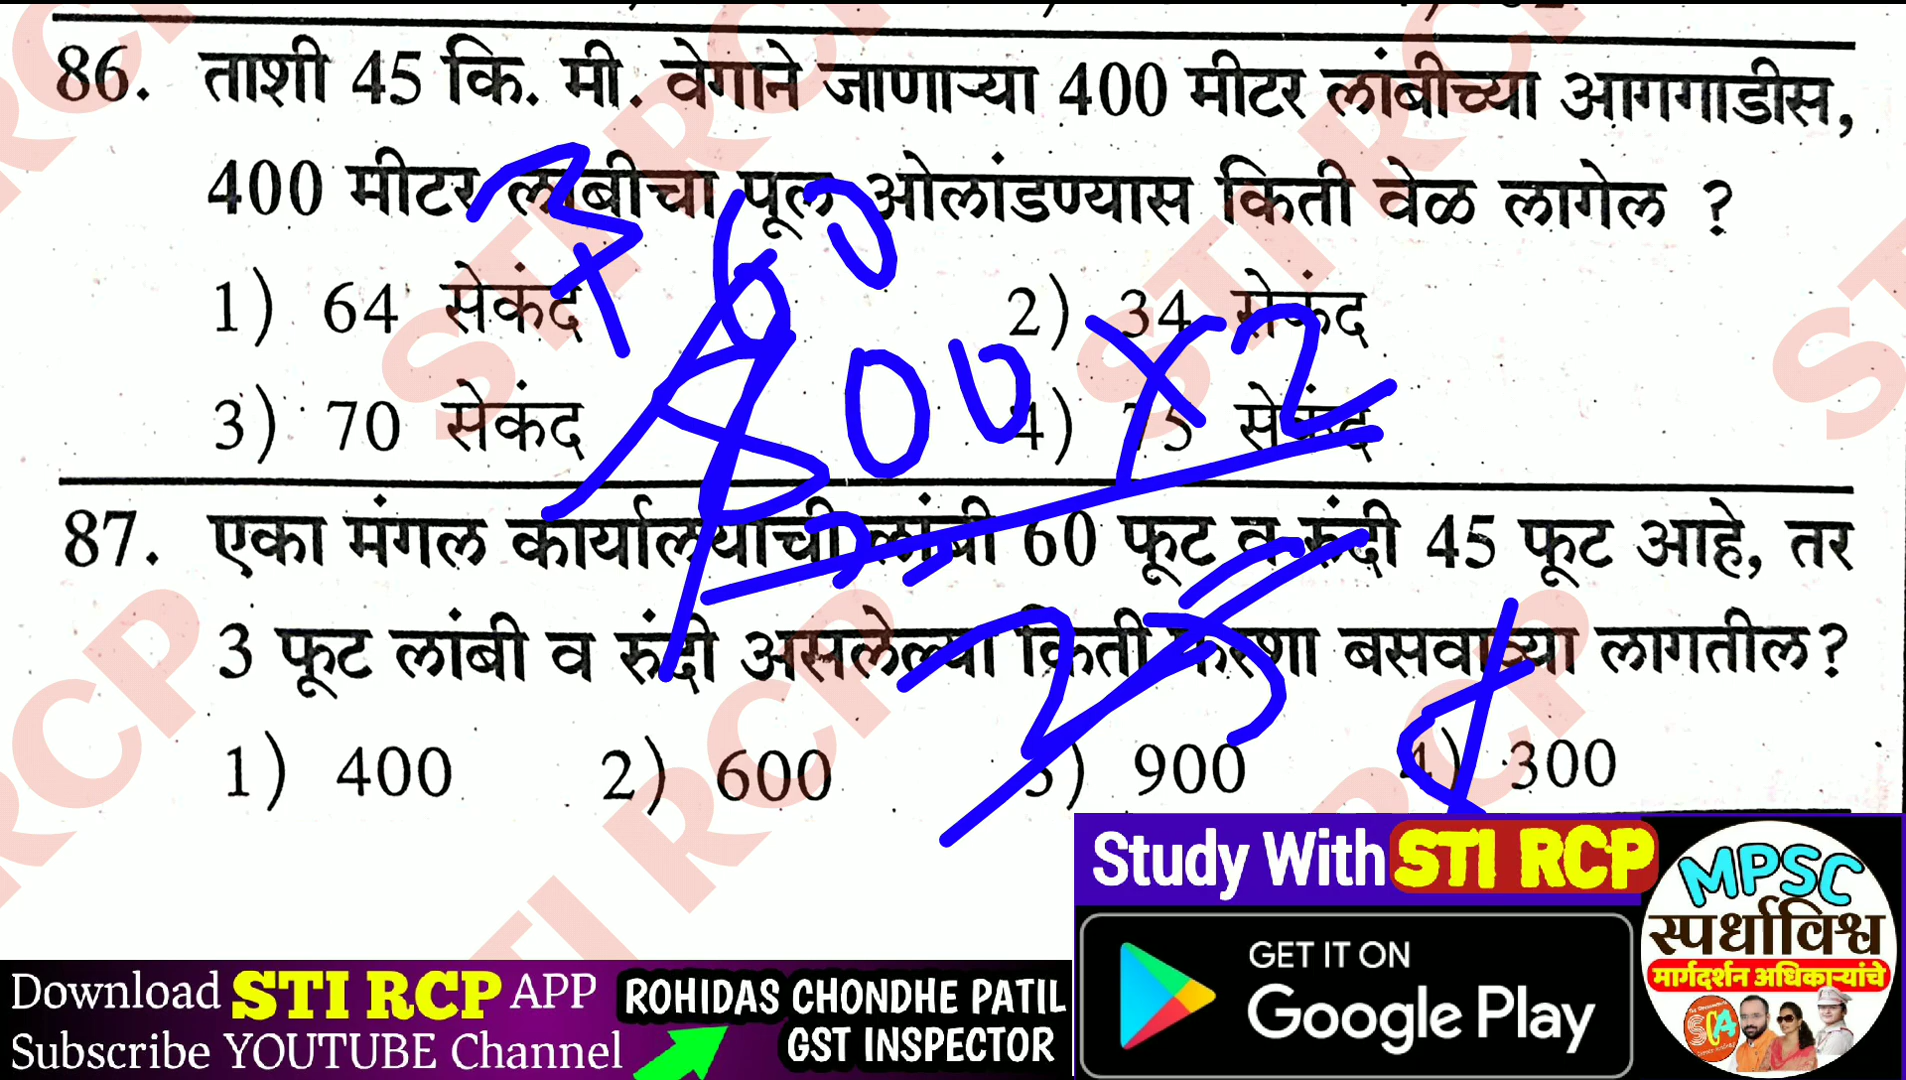 86. ताशी 45 कि. मी. वेगाने जाणाऱ्या 400 मीटर लांबीच्या आगगाडीस,
400 मीटर लांबीचा पूल ओलांडण्यास किती वेळ लागेल ?
1) 64 सेकंद 2) 34 सेकंद
3) 70 सेकंद 4) 75 सेकंद
87. एका मंगल कार्यालयाची लांबी 60 फूट व रुंदी 45 फूट आहे, तर
3 फूट लांबी व रुंदी असलेल्या किती फरशा बसवाव्या लागतील?
1) 400 2) 600 3) 900 4) 300
Study With STI RCP
GET IT ON
Google Play
MPSC
स्पर्धाविश्व
मार्गदर्शन अधिकाऱ्यांचे
Download STI RCP APP
Subscribe YOUTUBE Channel
ROHIDAS CHONDHE PATIL
GST INSPECTOR